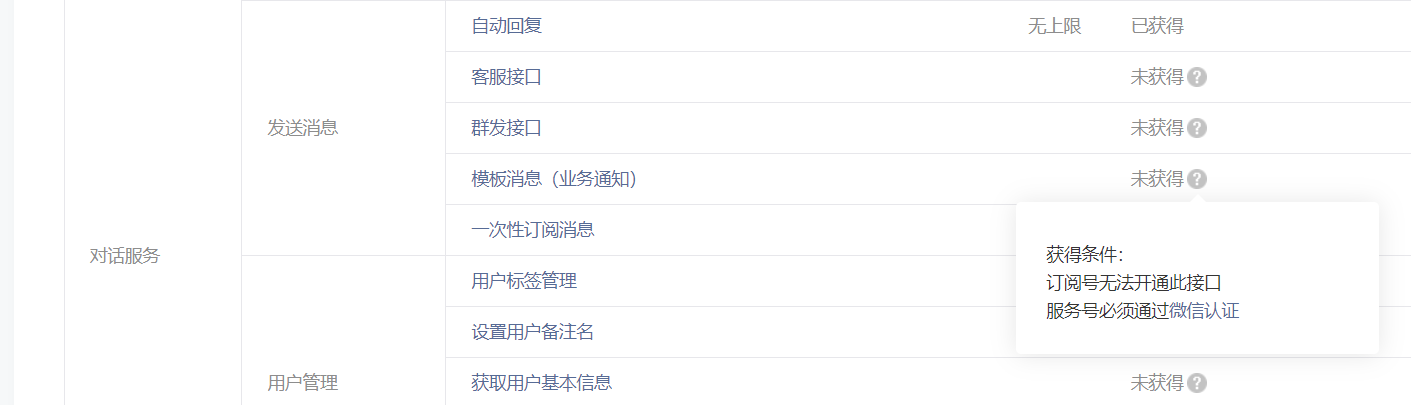 自动回复 无上限 已获得
客服接口 未获得 ?
发送消息 群发接口 未获得 ?
模板消息（业务通知） 未获得 ?
一次性订阅消息
对话服务
获得条件：
用户标签管理
订阅号无法开通此接口
服务号必须通过微信认证
设置用户备注名
用户管理 获取用户基本信息 未获得 ?